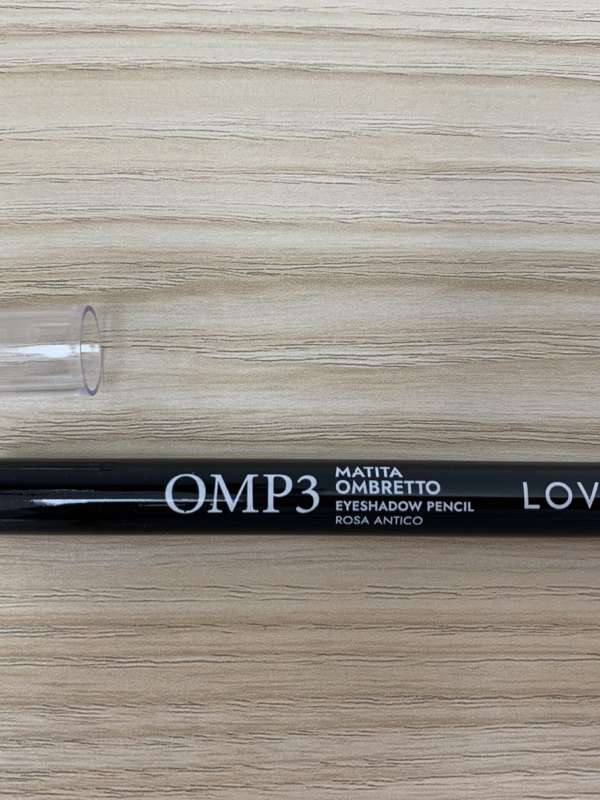 OMP3
MATITA
OMBRETTO
EYESHADOW PENCIL
ROSA ANTICO
LOV